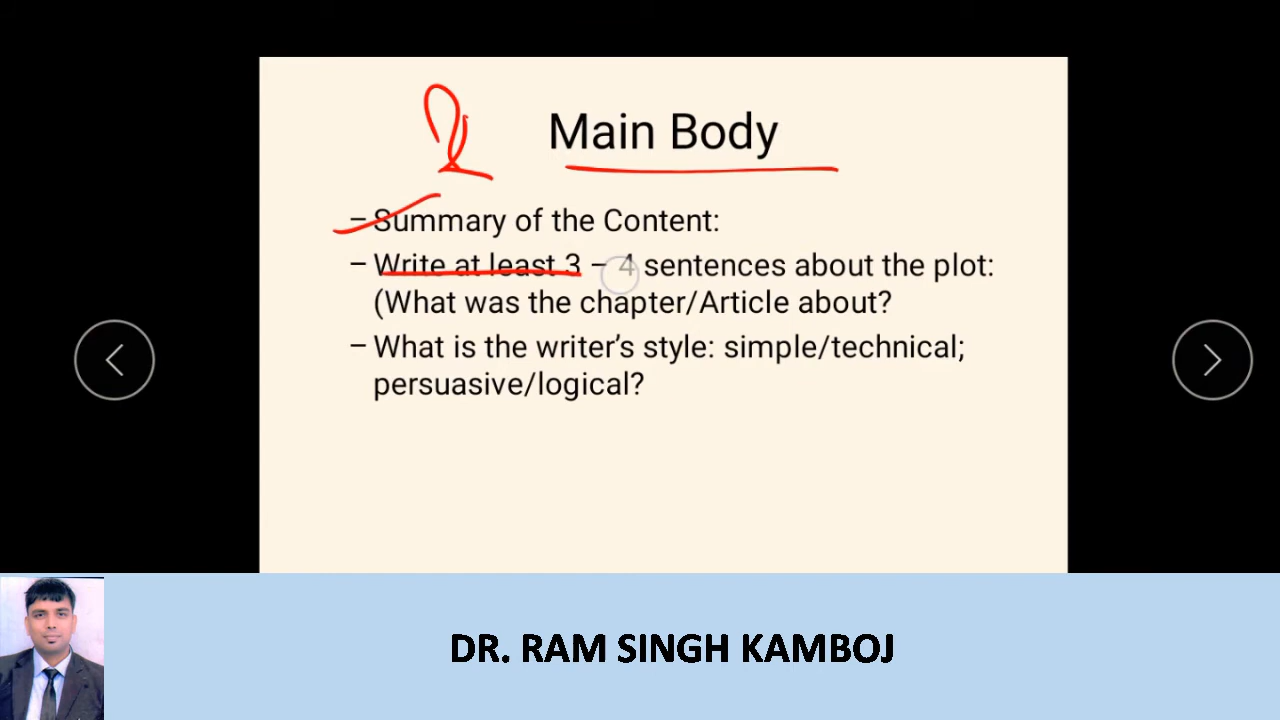 Main Body
– Summary of the Content:
– Write at least 3 – 4 sentences about the plot:
(What was the chapter/Article about?
– What is the writer's style: simple/technical;
persuasive/logical?
DR. RAM SINGH KAMBOJ